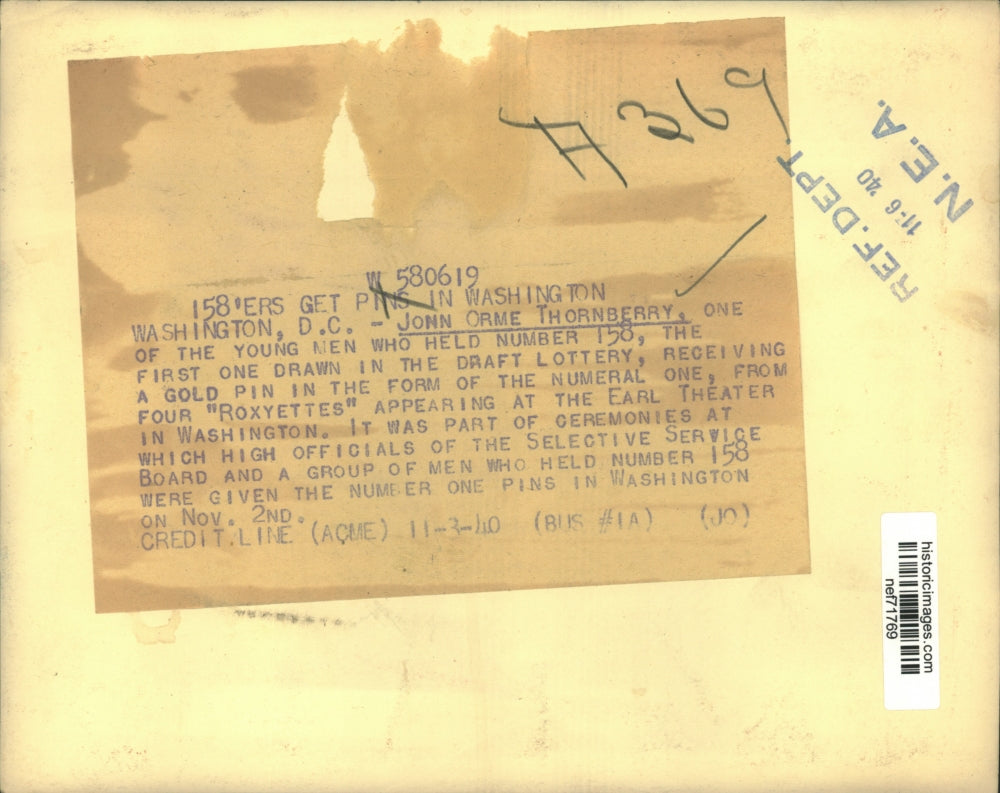 H 369
REF. DEPT.
11-6 '40
N.E.A.
W 580619
158'ERS GET PINS IN WASHINGTON
WASHINGTON, D.C. - JOHN ORME THORNBERRY, ONE
OF THE YOUNG MEN WHO HELD NUMBER 158, THE
FIRST ONE DRAWN IN THE DRAFT LOTTERY, RECEIVING
A GOLD PIN IN THE FORM OF THE NUMERAL ONE, FROM
FOUR "ROXYETTES" APPEARING AT THE EARL THEATER
IN WASHINGTON. IT WAS PART OF CEREMONIES AT
WHICH HIGH OFFICIALS OF THE SELECTIVE SERVICE
BOARD AND A GROUP OF MEN WHO HELD NUMBER 158
WERE GIVEN THE NUMBER ONE PINS IN WASHINGTON
ON NOV. 2ND.
CREDIT LINE (ACME) 11-3-40 (BUS #1A) (JO)
historicimages.com
nef71769